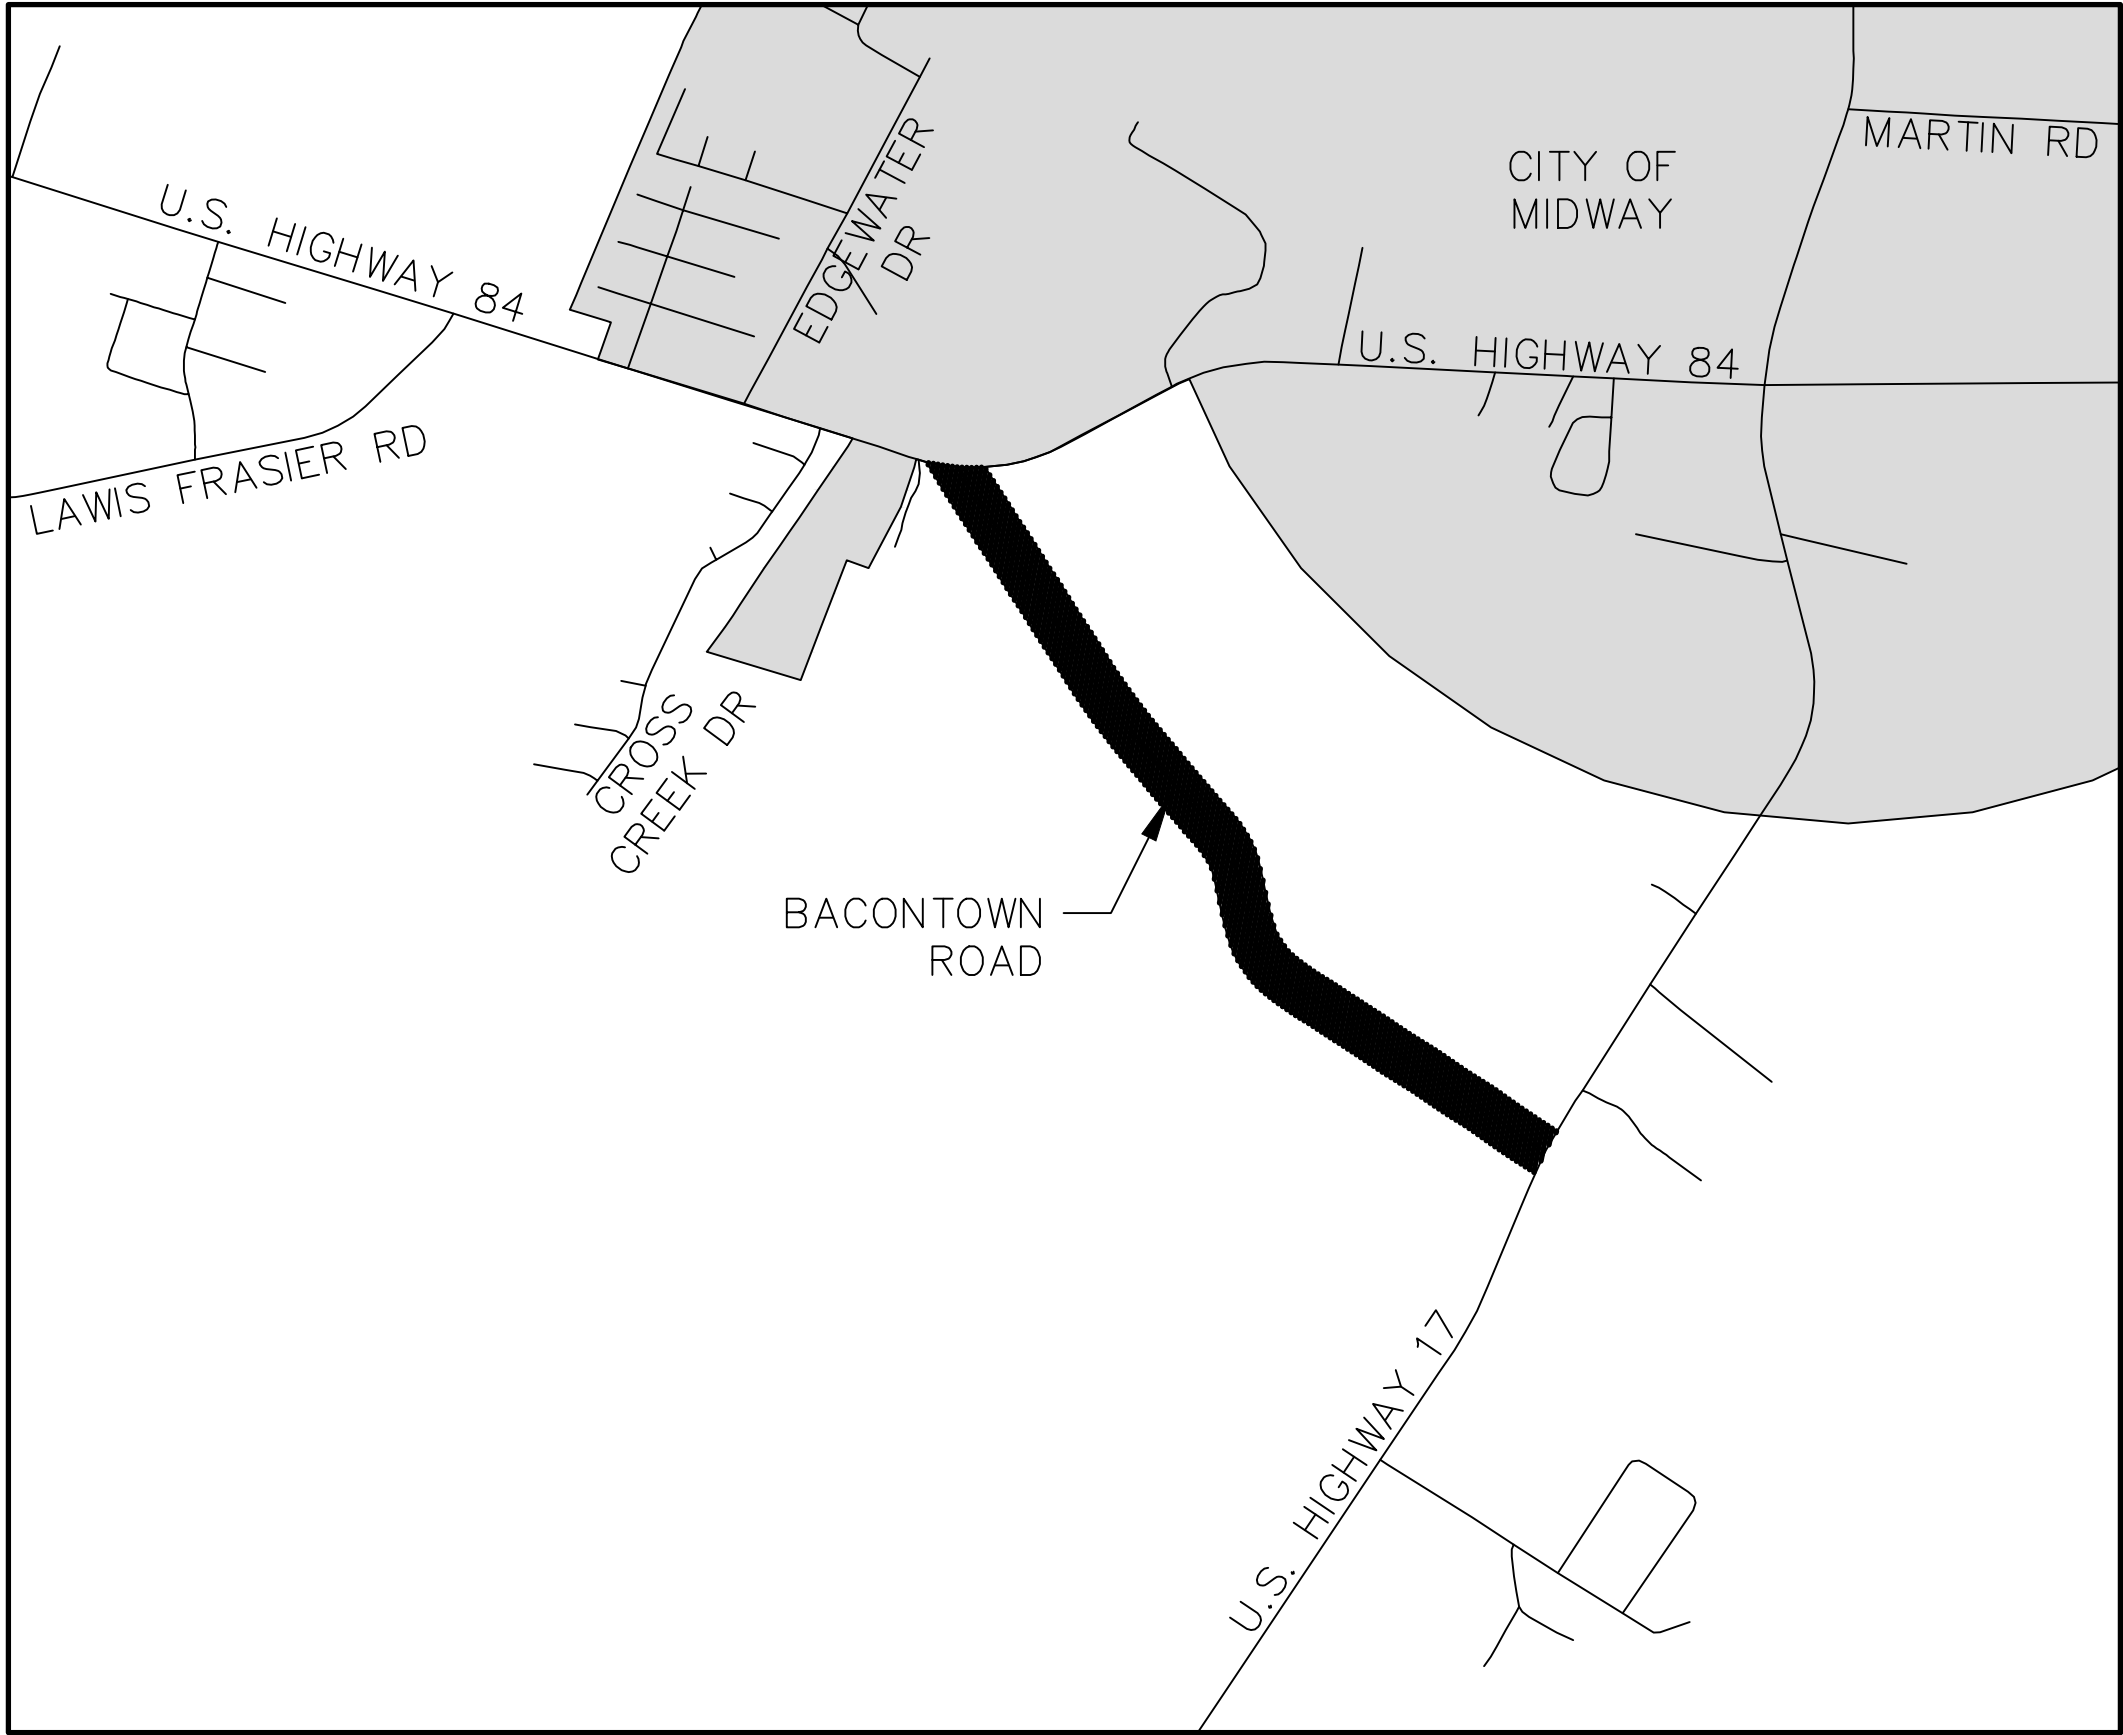 MARTIN RD
CITY OF
MIDWAY
U.S. HIGHWAY 84
EDGEWATER
DR
U.S. HIGHWAY 84
LAWIS FRASIER RD
CROSS
CREEK DR
BACONTOWN
ROAD
U.S. HIGHWAY 17